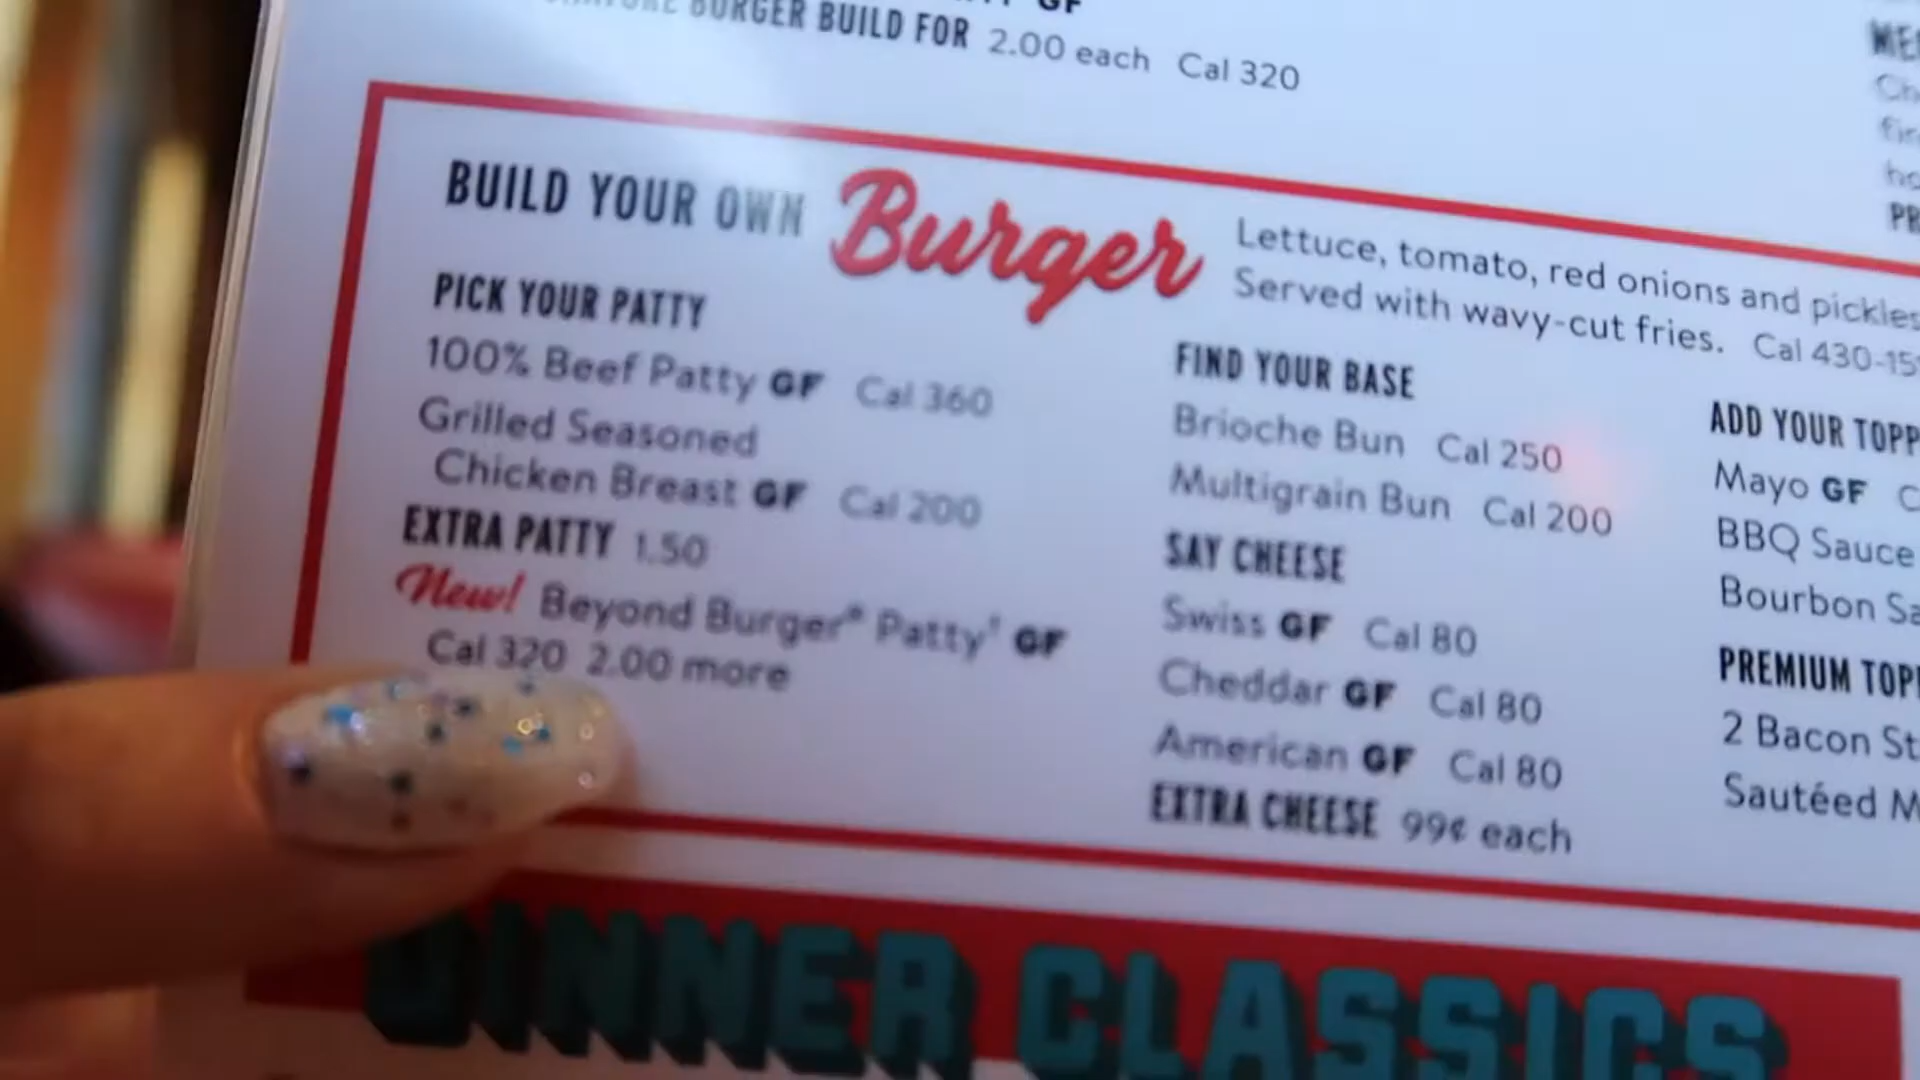 GF
BURGER BUILD FOR 2.00 each Cal 320
BUILD YOUR OWN Burger
Lettuce, tomato, red onions and pickles
Served with wavy-cut fries. Cal 430-15
PICK YOUR PATTY
100% Beef Patty GF Cal 360
Grilled Seasoned
Chicken Breast GF Cal 200
EXTRA PATTY 1.50
New! Beyond Burger® Patty† GF
Cal 320 2.00 more
FIND YOUR BASE
Brioche Bun Cal 250
Multigrain Bun Cal 200
SAY CHEESE
Swiss GF Cal 80
Cheddar GF Cal 80
American GF Cal 80
EXTRA CHEESE 99¢ each
ADD YOUR TOPP
Mayo GF C
BBQ Sauce
Bourbon Sa
PREMIUM TOP
2 Bacon St
Sautéed M
DINNER CLASSICS